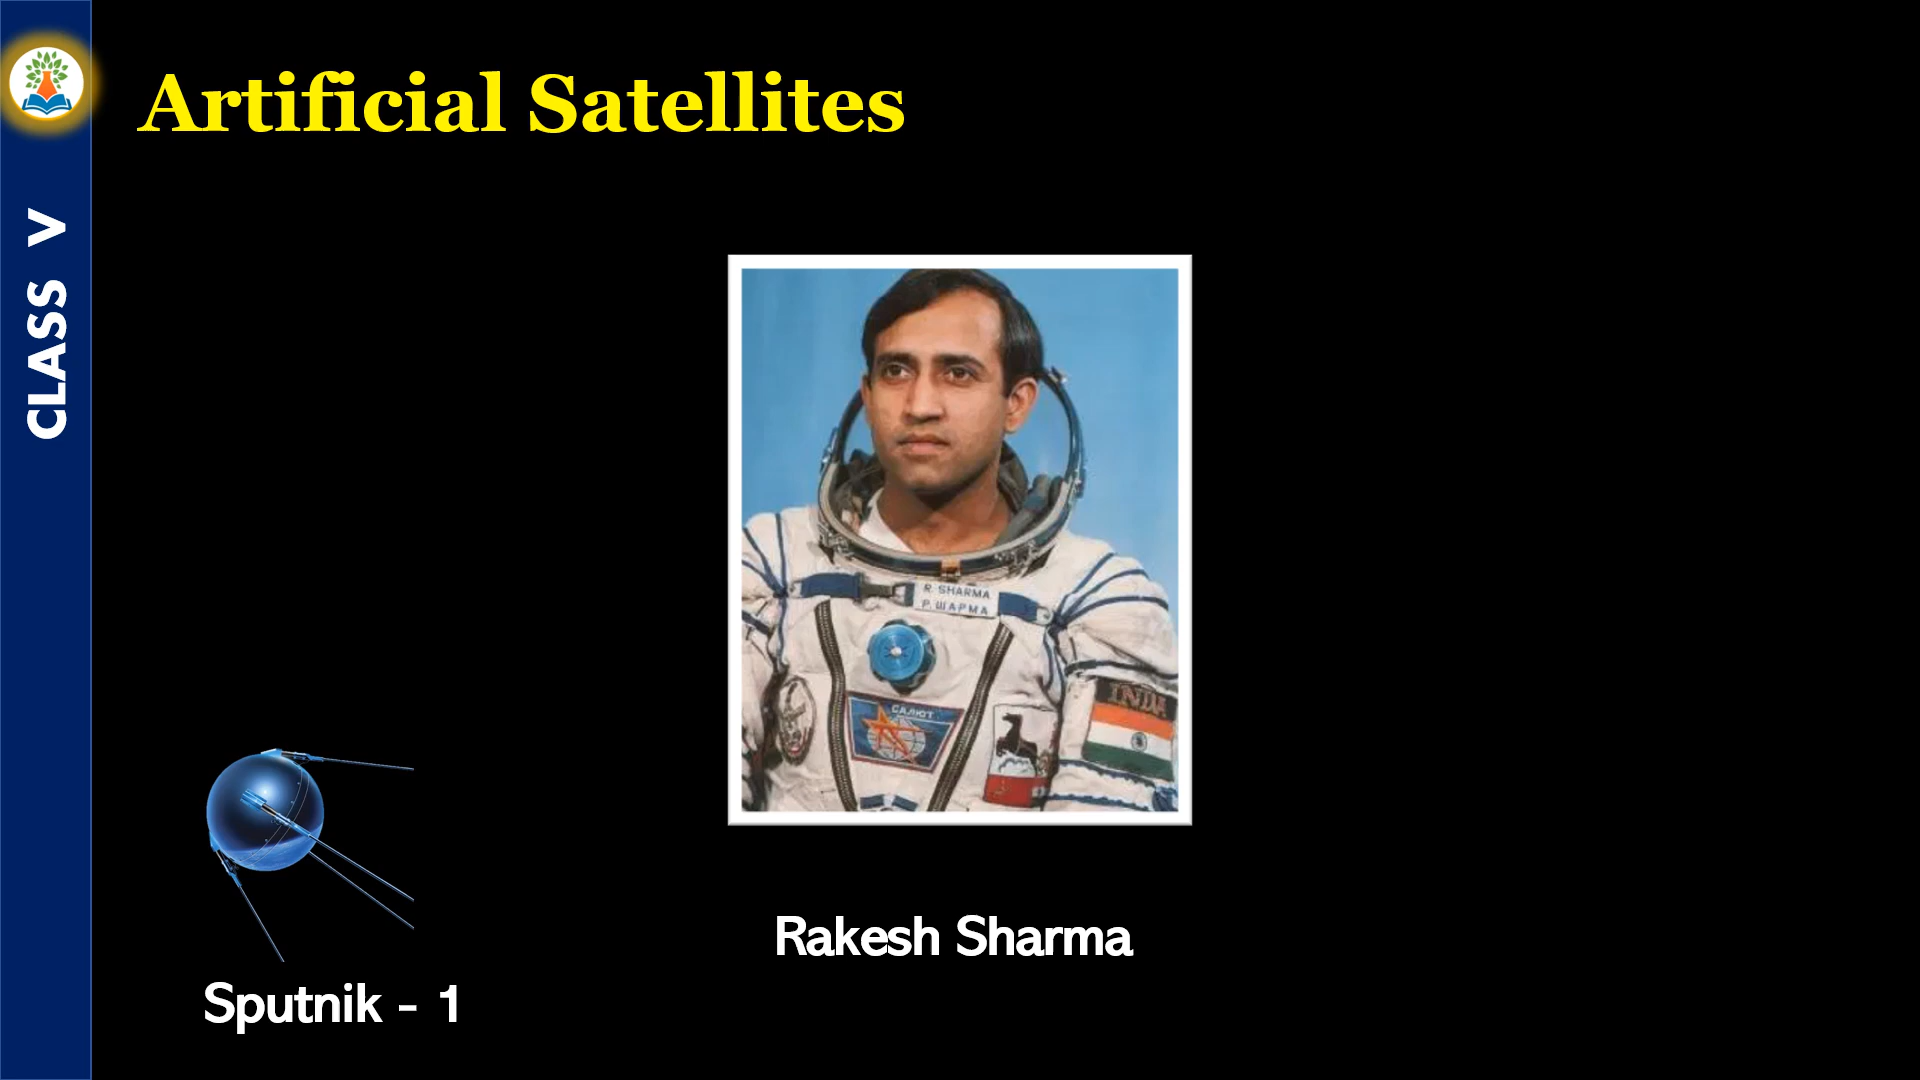 Artificial Satellites
CLASS V
R. SHARMA
Р. ШАРМА
САЛЮТ
INDIA
Rakesh Sharma
Sputnik - 1